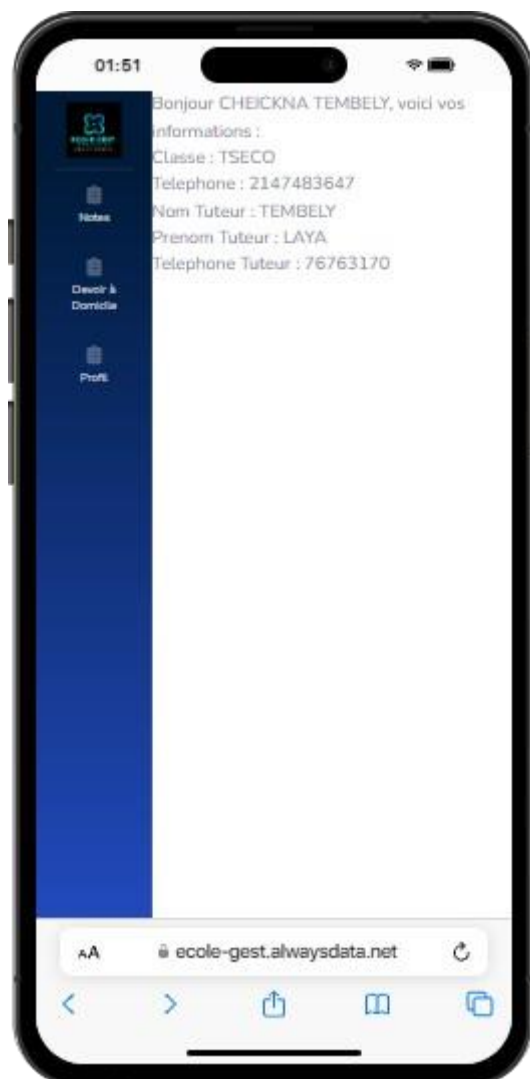 01:51
Bonjour CHEICKNA TEMBELY, voici vos
informations :
Classe : TSECO
Telephone : 2147483647
Nom Tuteur : TEMBELY
Prenom Tuteur : LAYA
Telephone Tuteur : 76763170
Notes
Devoir à
Domicile
Profil
AA
ecole-gest.alwaysdata.net